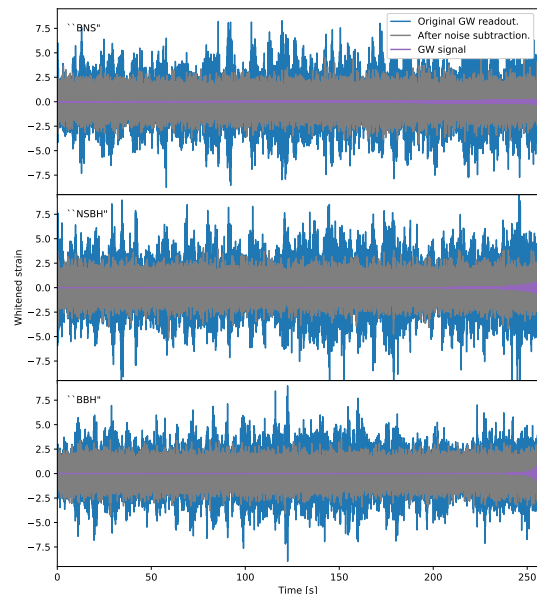 ``BNS"
Original GW readout.
After noise subtraction.
GW signal
7.5
5.0
2.5
0.0
−2.5
−5.0
−7.5
``NSBH"
7.5
5.0
2.5
0.0
−2.5
−5.0
−7.5
Whitened strain
``BBH"
7.5
5.0
2.5
0.0
−2.5
−5.0
−7.5
0 50 100 150 200 250
Time [s]